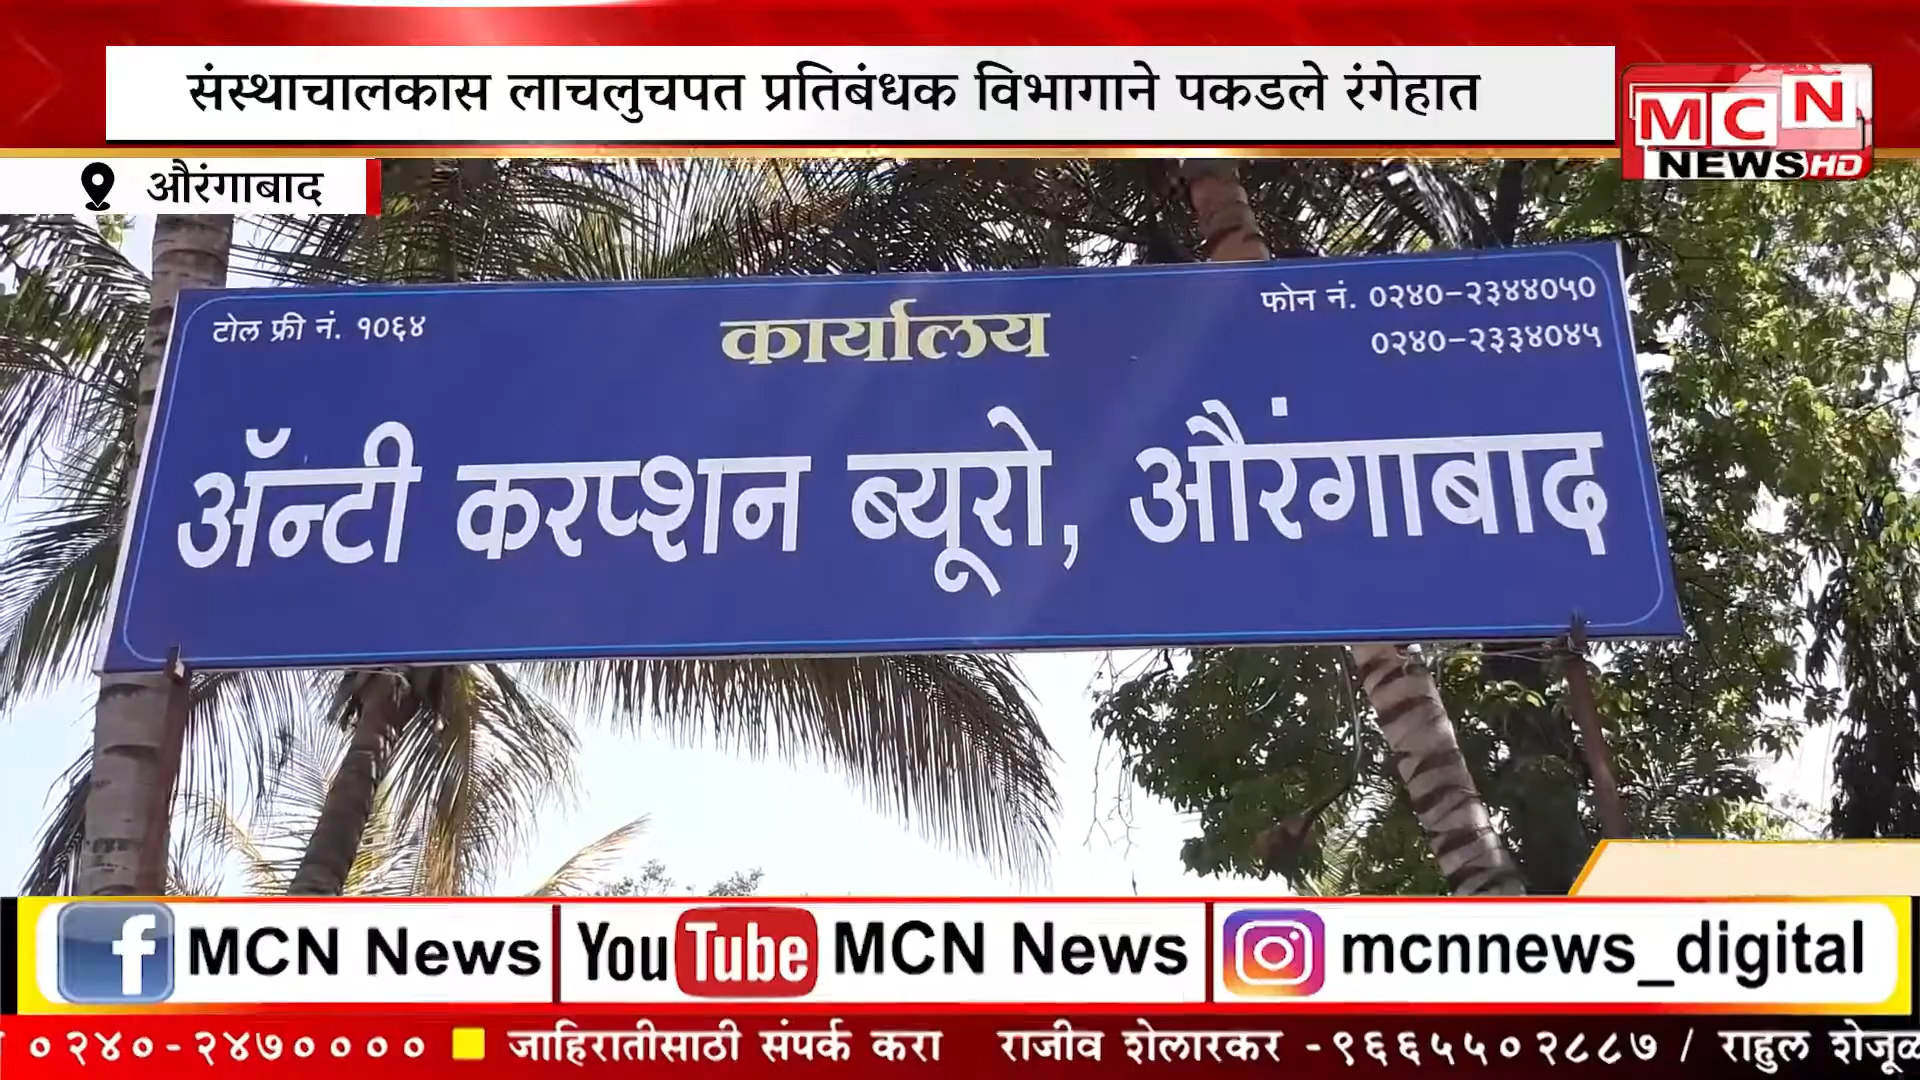 संस्थाचालकास लाचलुचपत प्रतिबंधक विभागाने पकडले रंगेहात
MCN
NEWS HD
औरंगाबाद
टोल फ्री नं. १०६४
कार्यालय
फोन नं. ०२४०-२३४४०५०
०२४०-२३३४०४५
अ‍ॅन्टी करप्शन ब्यूरो, औरंगाबाद
f MCN News
YouTube MCN News
mcnnews_digital
०२४०-२४७००००
जाहिरातीसाठी संपर्क करा राजीव शेलारकर -९६६५५०२८८७ / राहुल